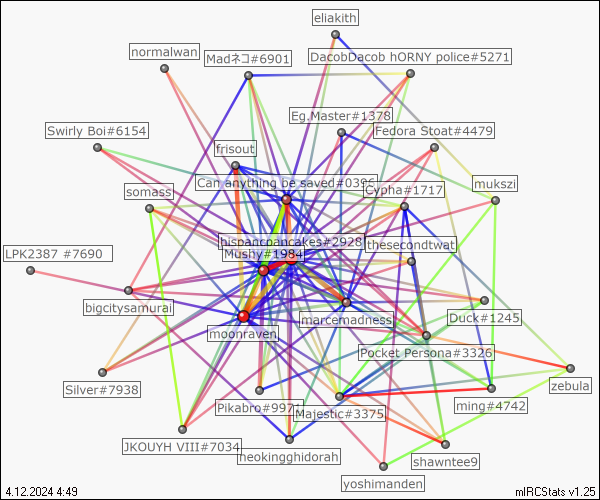 eliakith
normalwan
Madネコ#6901
DacobDacob hORNY police#5271
Eg.Master#1378
Swirly Boi#6154
Fedora Stoat#4479
frisout
somass
Can anything be saved#0396
Cypha#1717
mukszi
hispancpancakes#2928
thesecondtwat
LPK2387 #7690
Mushy#1984
bigcitysamurai
moonraven
marcemadness
Duck#1245
Pocket Persona#3326
Silver#7938
Pikabro#9971
Majestic#3375
ming#4742
zebula
JKOUYH VIII#7034
neokingghidorah
shawntee9
yoshimanden
4.12.2024 4:49
mIRCStats v1.25